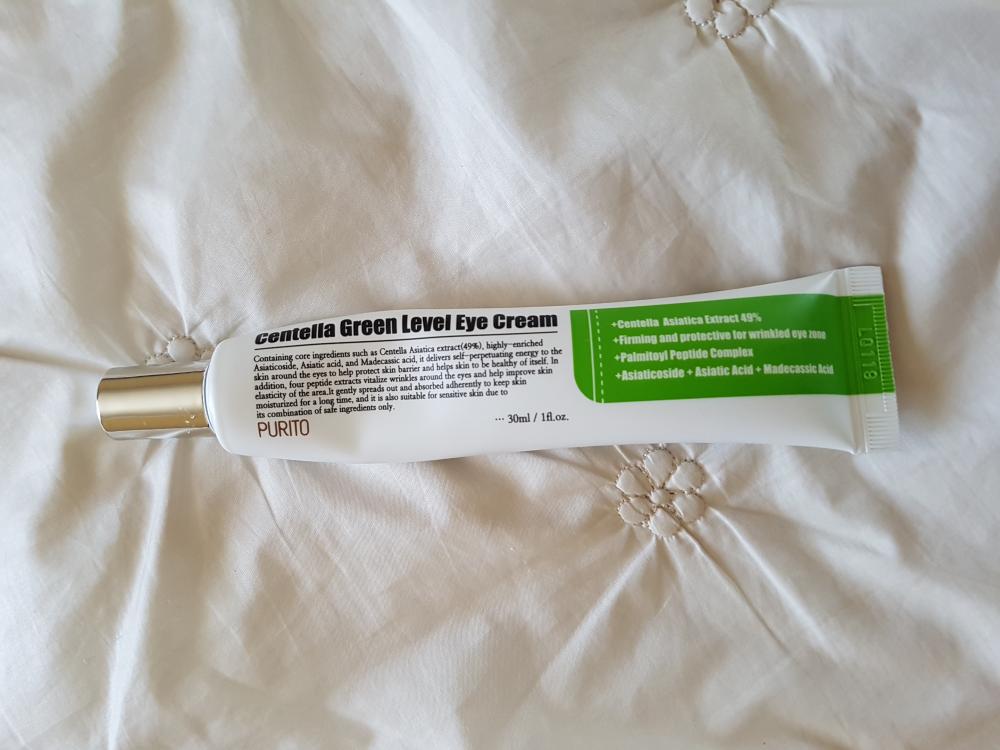 Centella Green Level Eye Cream
Containing core ingredients such as Centella Asiatica extract(49%), highly-enriched
Asiaticoside, Asiatic acid, and Madecassic acid, it delivers self-perpetuating energy to the
skin around the eyes to help protect skin barrier and helps skin to be healthy of itself. In
addition, four peptide extracts vitalize wrinkles around the eyes and help improve skin
elasticity of the area.It gently spreads out and absorbed adherently to keep skin
moisturized for a long time, and it is also suitable for sensitive skin due to
its combination of safe ingredients only.
PURITO
··· 30ml / 1fl.oz.
+Centella Asiatica Extract 49%
+Firming and protective for wrinkled eye zone
+Palmitoyl Peptide Complex
+Asiaticoside + Asiatic Acid + Madecassic Acid
L0119